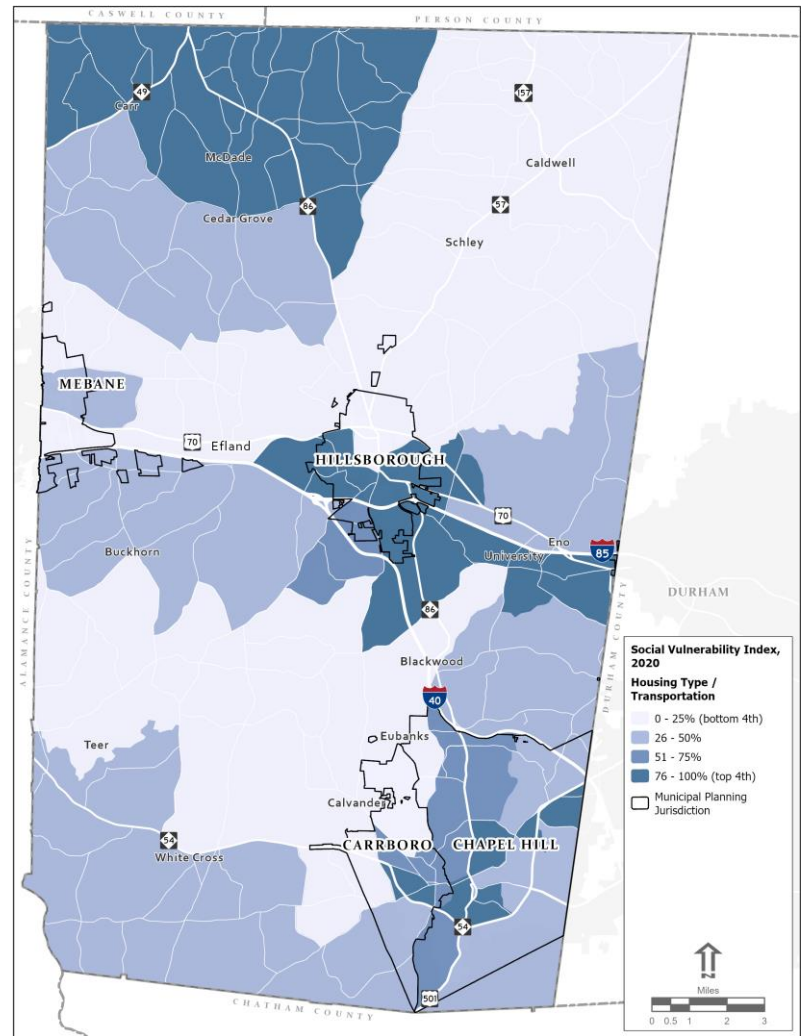 CASWELL COUNTY
PERSON COUNTY
49
157
Carr
McDade
Caldwell
86
57
Cedar Grove
Schley
MEBANE
70
Efland
HILLSBOROUGH
70
Eno
85
Buckhorn
University
DURHAM
ALAMANCE COUNTY
DURHAM COUNTY
86
Blackwood
40
Eubanks
Teer
Calvander
54
White Cross
CARRBORO
CHAPEL HILL
54
501
CHATHAM COUNTY
Social Vulnerability Index,
2020
Housing Type /
Transportation
0 - 25% (bottom 4th)
26 - 50%
51 - 75%
76 - 100% (top 4th)
Municipal Planning
Jurisdiction
N
Miles
0 0.5 1 2 3